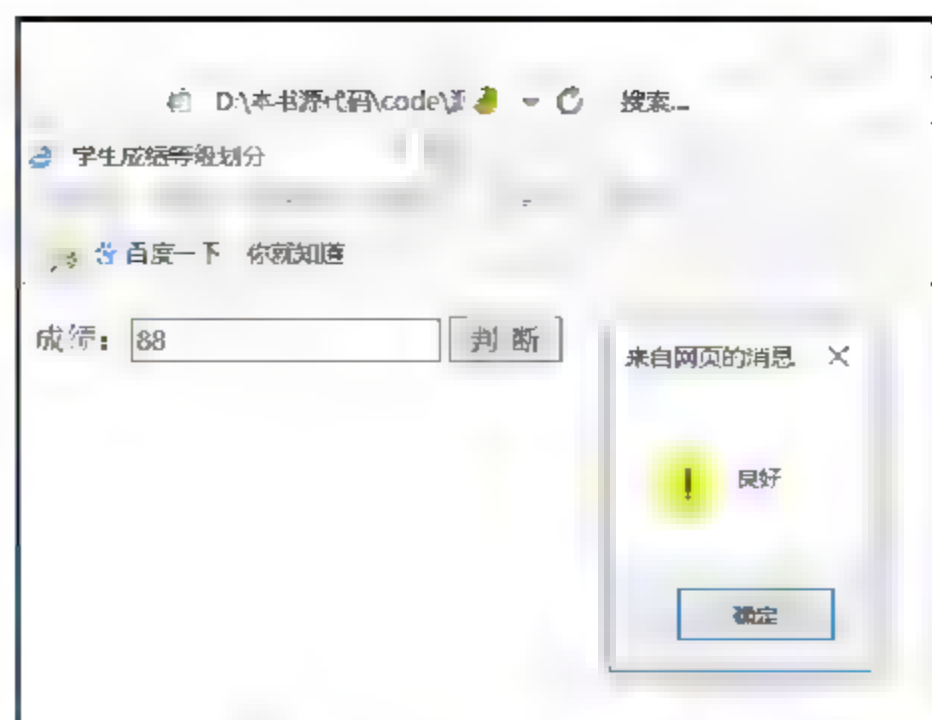 D:\本书源代码\code\ 搜索...
学生成绩等级划分
百度一下 你就知道
成绩： 88 判 断
来自网页的消息
良好
确定